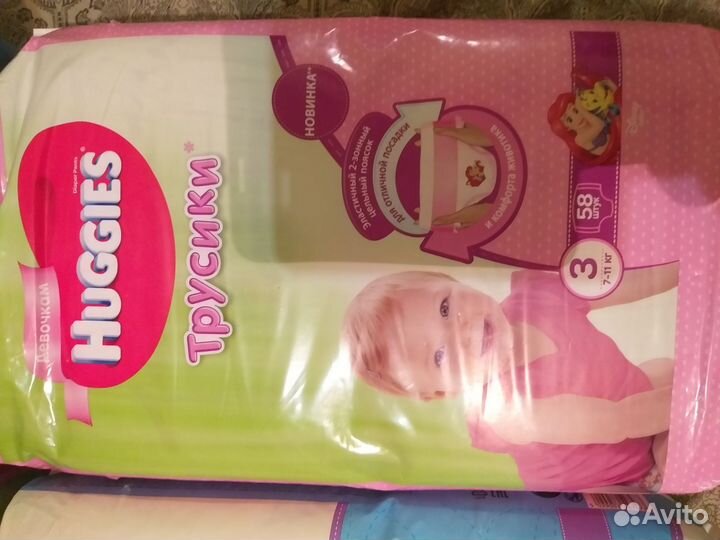 Девочкам
HUGGIES®
Diaper Pants
Трусики*
НОВИНКА**
Эластичный 2-зонный
цельный поясок
для отличной посадки
и комфорта животика
58
штук
3
7-11 кг
Avito